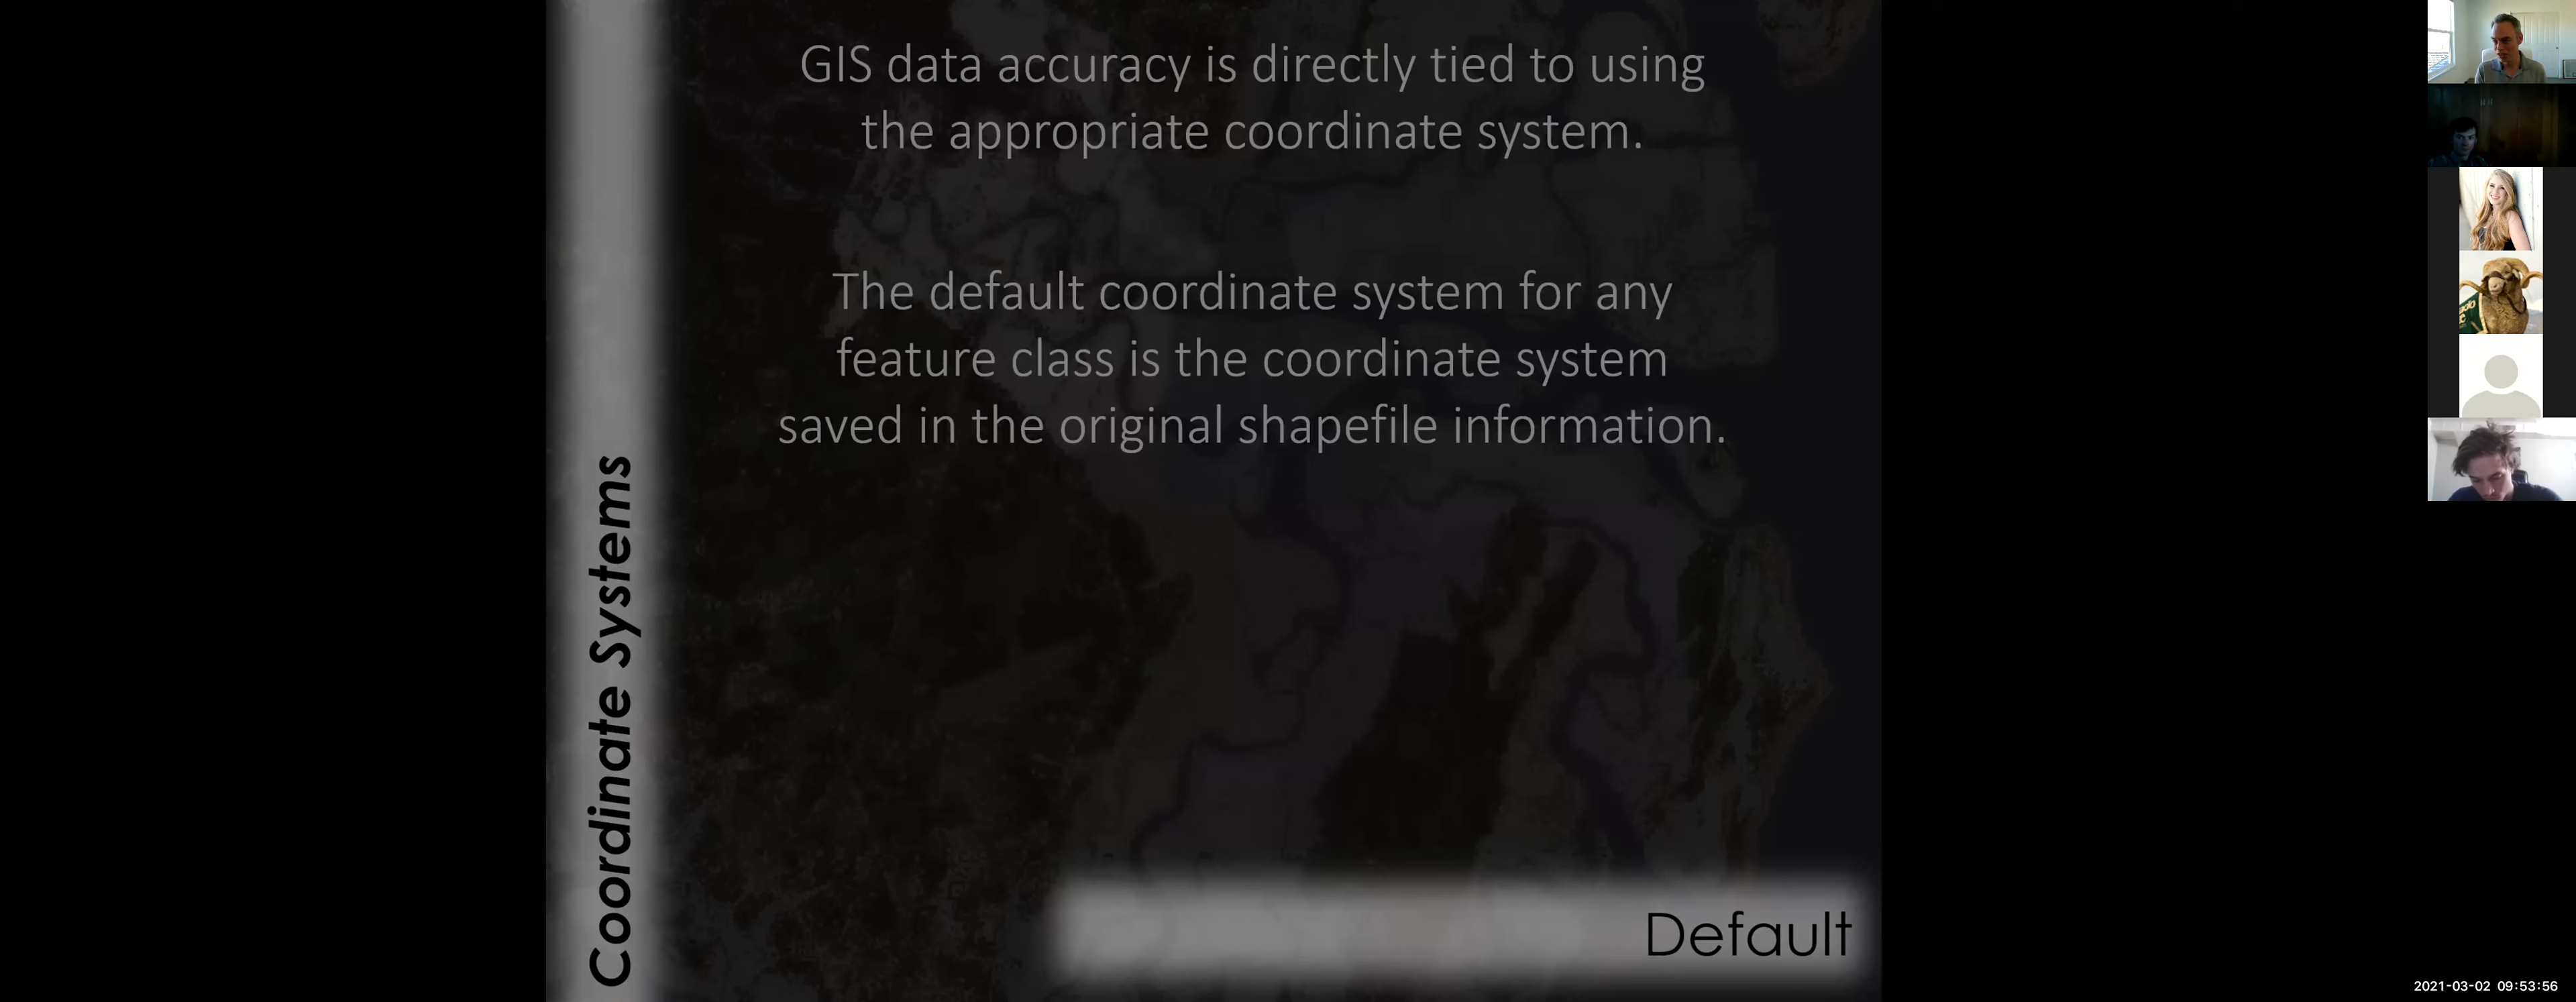 GIS data accuracy is directly tied to using
the appropriate coordinate system.
The default coordinate system for any
feature class is the coordinate system
saved in the original shapefile information.
Coordinate Systems
Default
2021-03-02 09:53:56